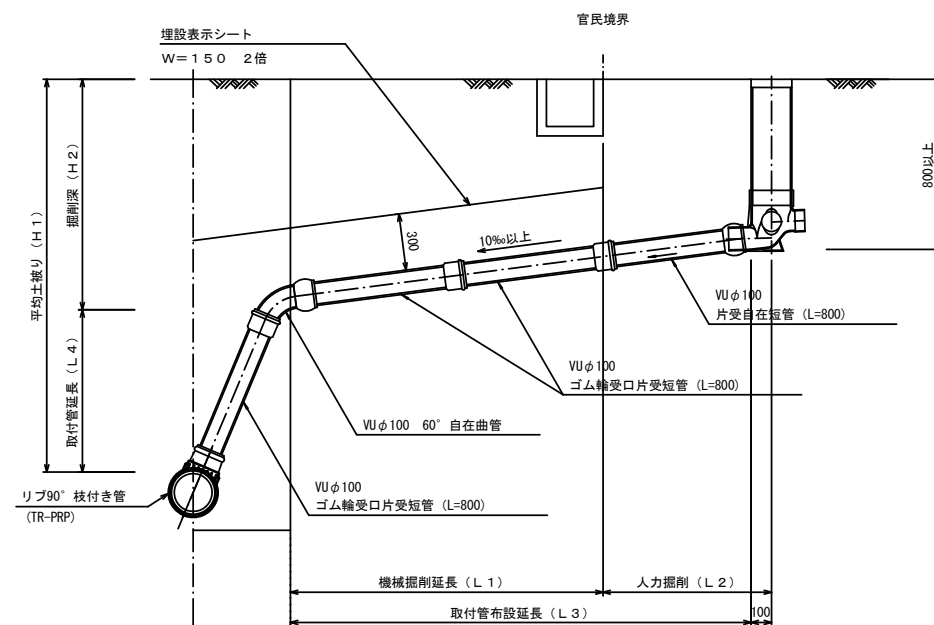 官民境界
埋設表示シート
W=150 2倍
平均土被り(H1)
掘削深(H2)
取付管延長(L4)
800以上
300
10‰以上
VUφ100
片受自在短管 (L=800)
VUφ100
ゴム輪受口片受短管 (L=800)
VUφ100 60°自在曲管
VUφ100
ゴム輪受口片受短管 (L=800)
リブ90°枝付き管
(TR-PRP)
機械掘削延長(L1)
人力掘削(L2)
取付管布設延長(L3)
100